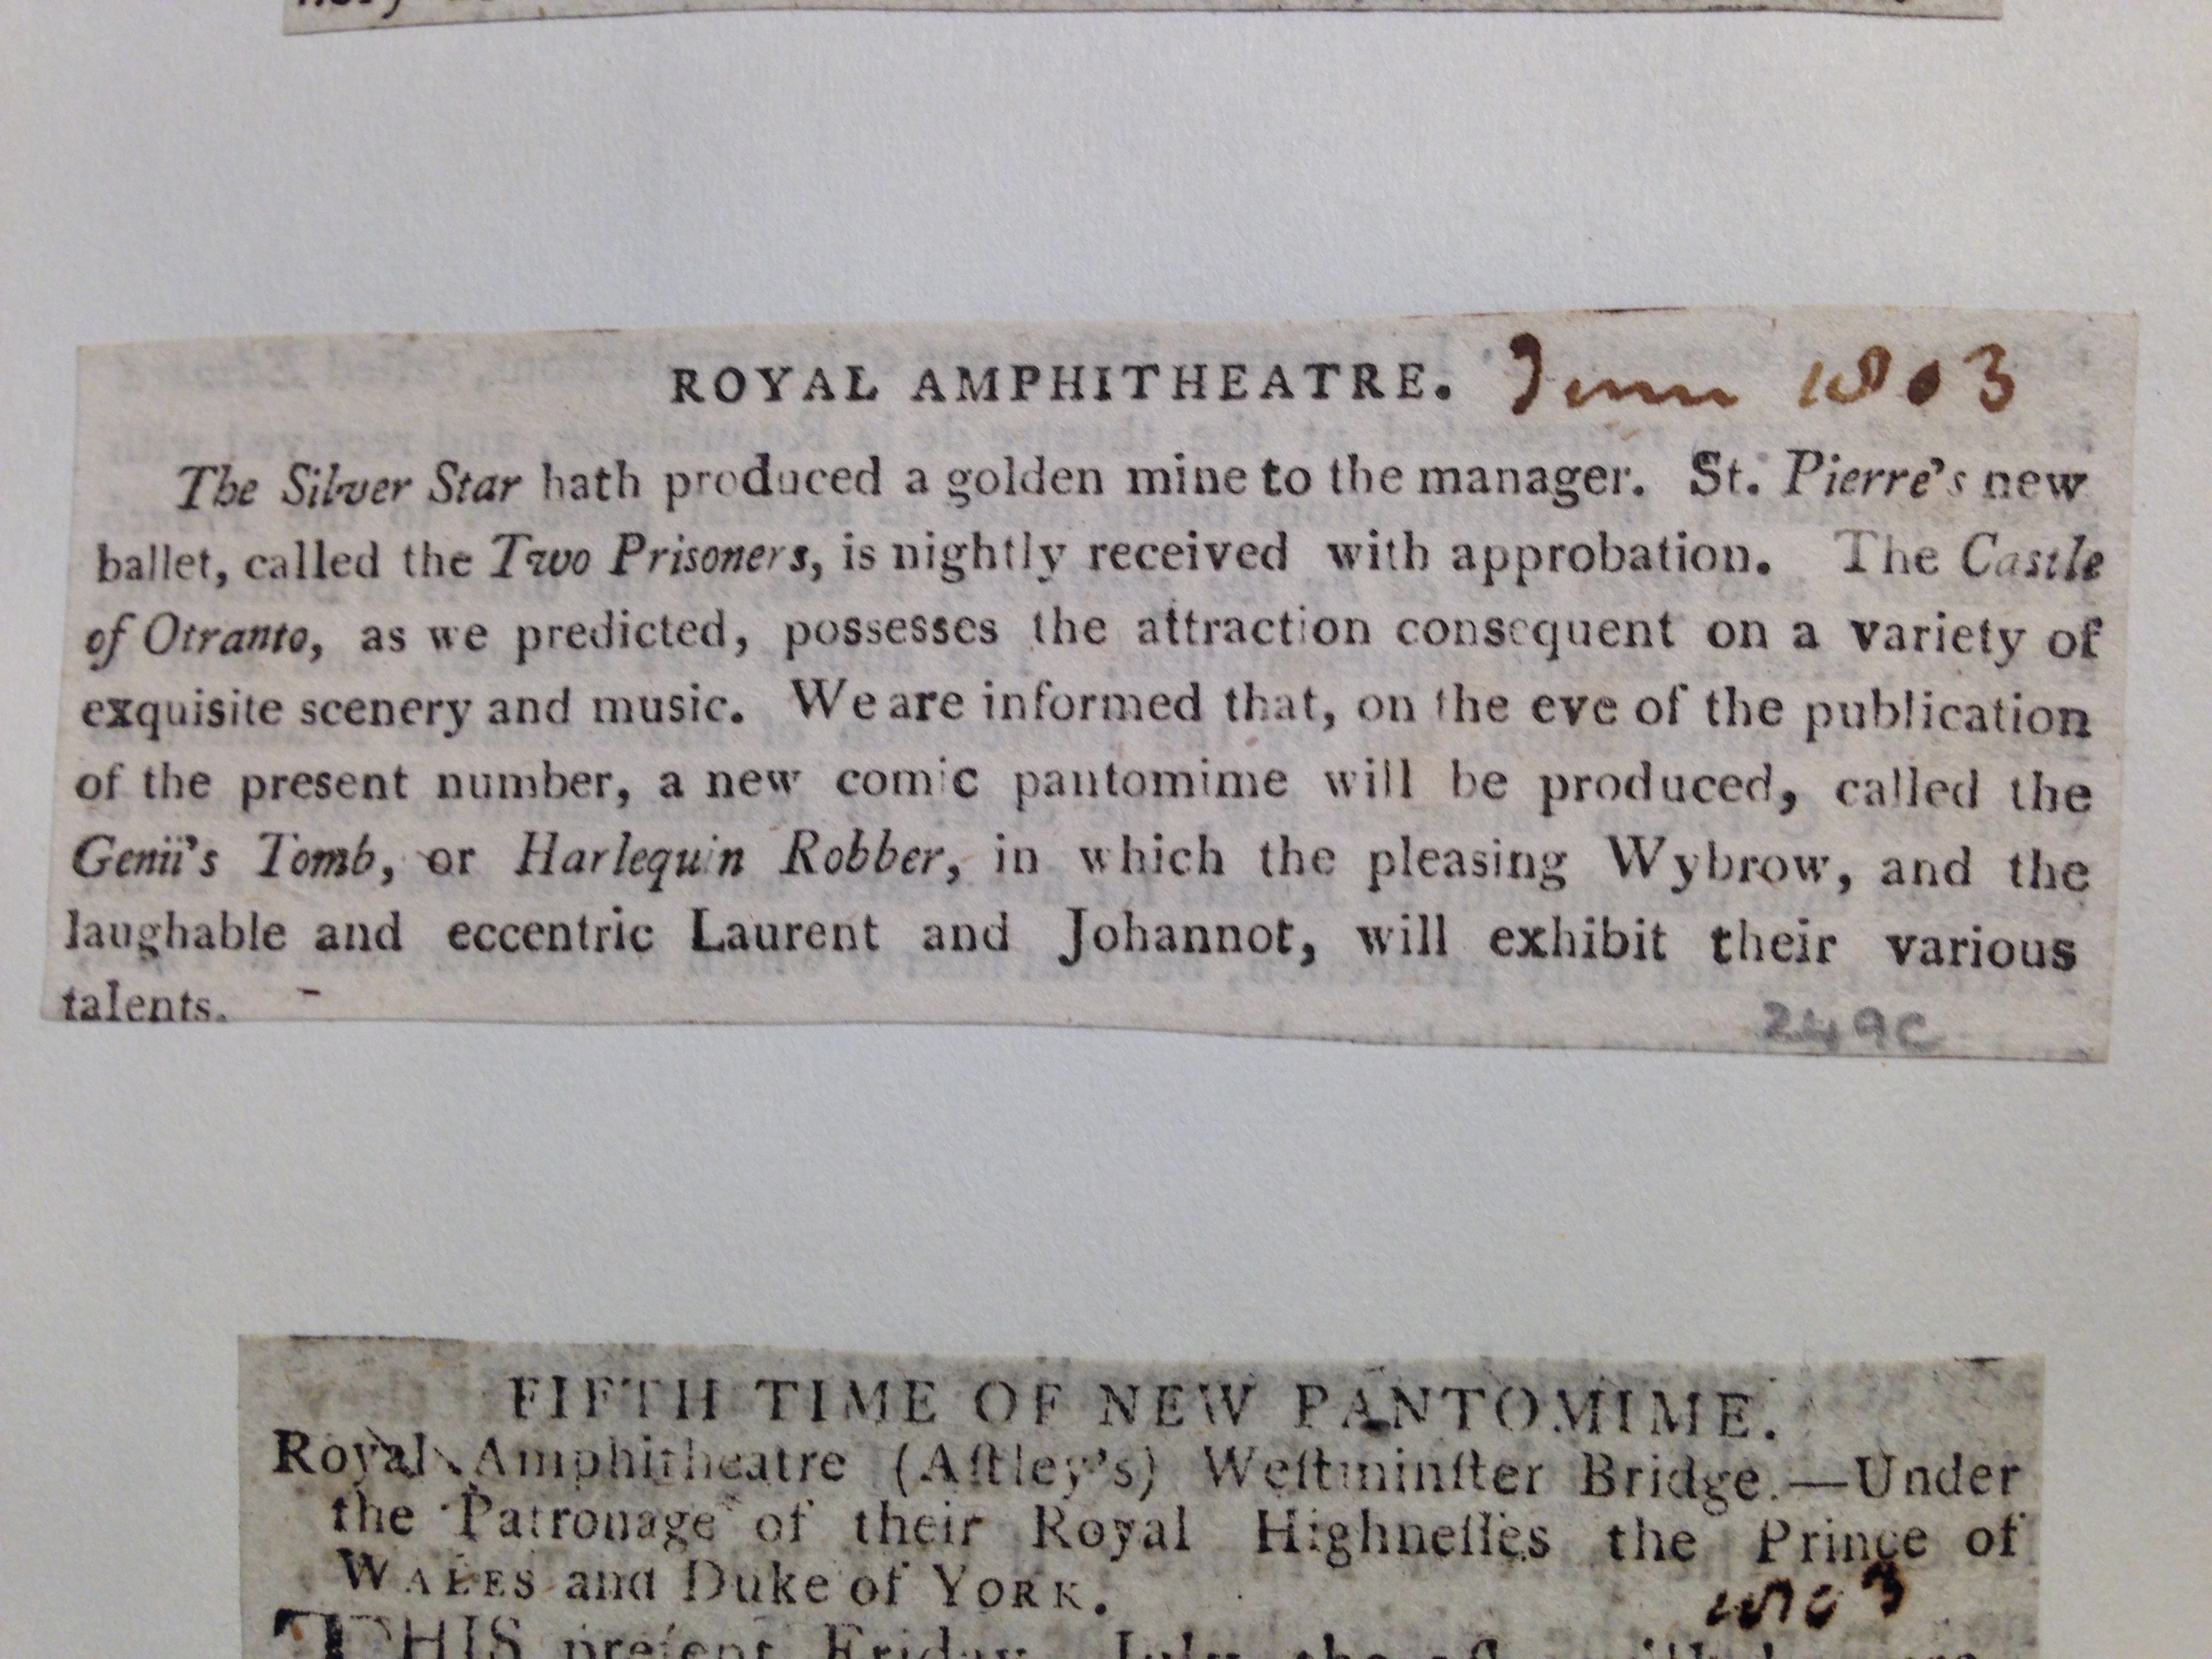 ROYAL AMPHITHEATRE. June 1803
The Silver Star hath produced a golden mine to the manager. St. Pierre's new
ballet, called the Two Prisoners, is nightly received with approbation. The Castle
of Otranto, as we predicted, possesses the attraction consequent on a variety of
exquisite scenery and music. We are informed that, on the eve of the publication
of the present number, a new comic pantomime will be produced, called the
Genii's Tomb, or Harlequin Robber, in which the pleasing Wybrow, and the
laughable and eccentric Laurent and Johannot, will exhibit their various
talents.
249C
FIFTH TIME OF NEW PANTOMIME.
Royal Amphitheatre (Aſtley's) Weſtminſter Bridge.—Under
the Patronage of their Royal Highneſſes the Prince of
WALES and Duke of YORK.
1803
THIS preſent Friday, July the